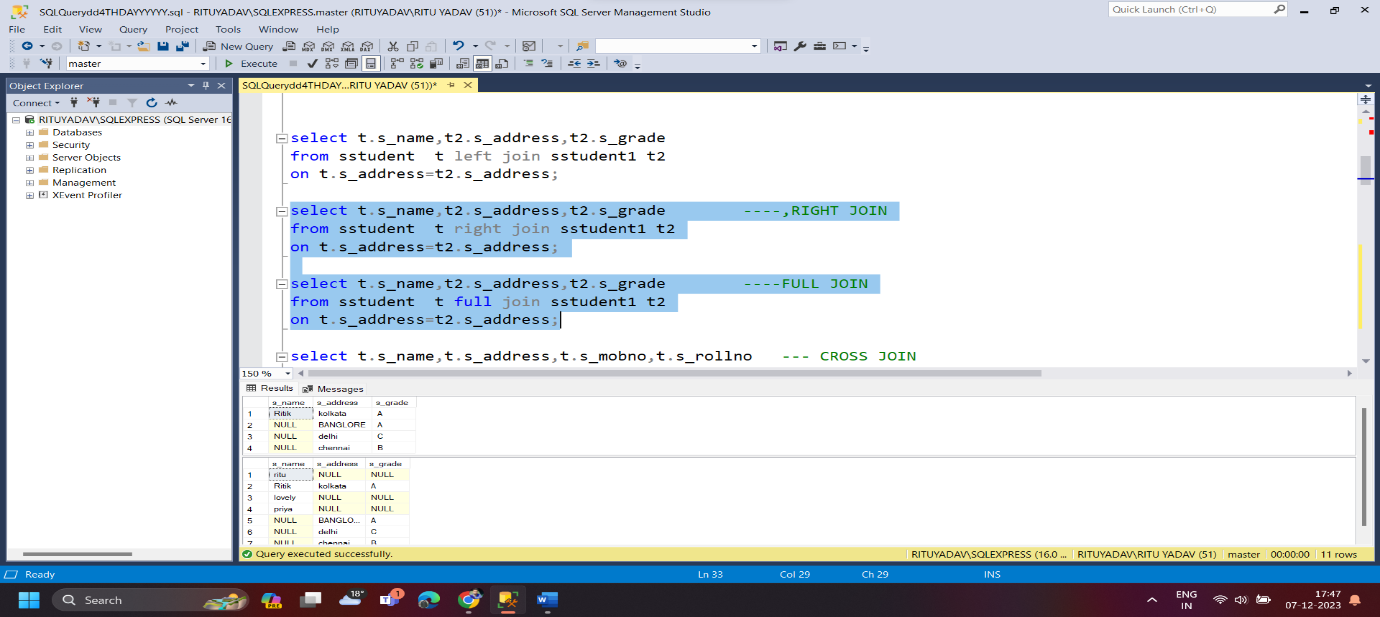 SQLQuerydd4THDAYYYYYY.sql - RITUYADAV\SQLEXPRESS.master (RITUYADAV\RITU YADAV (51))* - Microsoft SQL Server Management Studio
Quick Launch (Ctrl+Q)
File Edit View Query Project Tools Window Help
New Query
master Execute
Object Explorer
SQLQuerydd4THDAY...RITU YADAV (51))*
Connect
RITUYADAV\SQLEXPRESS (SQL Server 16
Databases
Security
Server Objects
Replication
Management
XEvent Profiler
select t.s_name,t2.s_address,t2.s_grade
from sstudent t left join sstudent1 t2
on t.s_address=t2.s_address;
select t.s_name,t2.s_address,t2.s_grade ----,RIGHT JOIN
from sstudent t right join sstudent1 t2
on t.s_address=t2.s_address;
select t.s_name,t2.s_address,t2.s_grade ----FULL JOIN
from sstudent t full join sstudent1 t2
on t.s_address=t2.s_address;
select t.s_name,t.s_address,t.s_mobno,t.s_rollno --- CROSS JOIN
150 %
Results Messages
s_name s_address s_grade
1 Ritik kolkata A
2 NULL BANGLORE A
3 NULL delhi C
4 NULL chennai B
s_name s_address s_grade
1 ritu NULL NULL
2 Ritik kolkata A
3 lovely NULL NULL
4 priya NULL NULL
5 NULL BANGLO... A
6 NULL delhi C
7 NULL chennai B
Query executed successfully. RITUYADAV\SQLEXPRESS (16.0 ... RITUYADAV\RITU YADAV (51) master 00:00:00 11 rows
Ready Ln 33 Col 29 Ch 29 INS
Search 18° 1 ENG 17:47
IN 07-12-2023